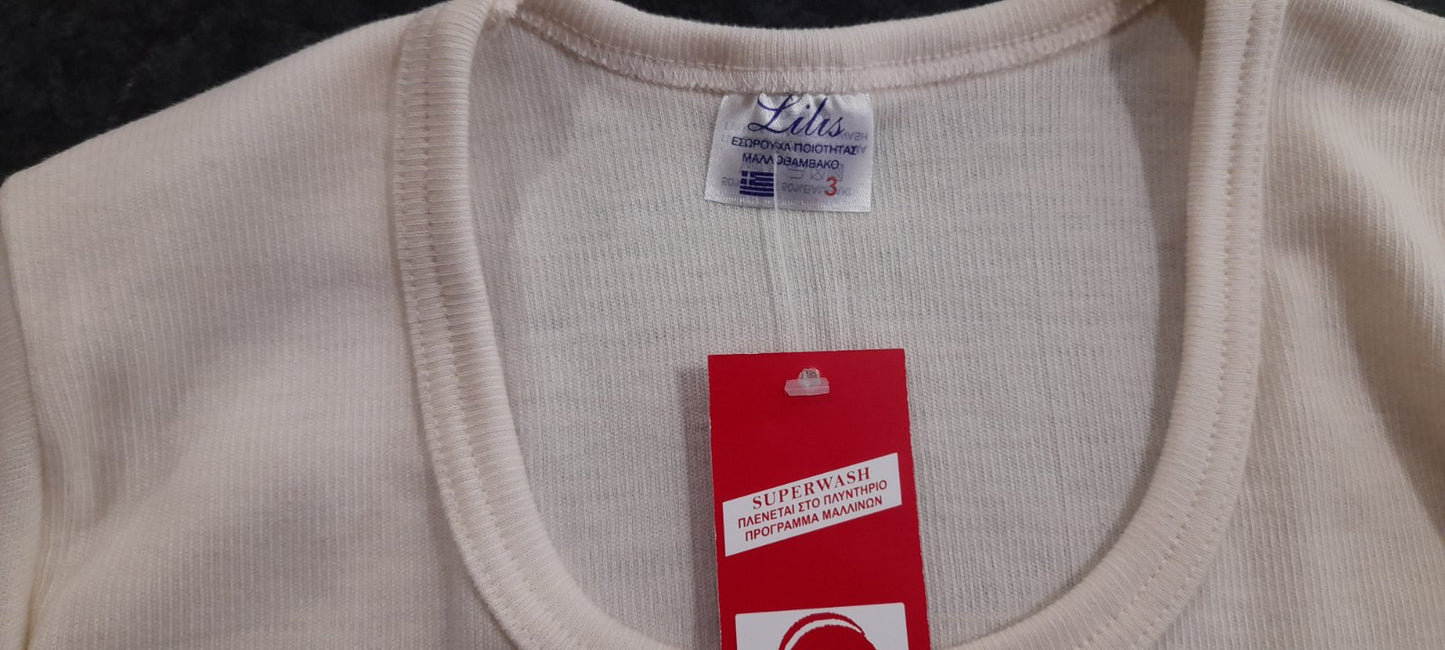 Lilis
ΕΣΩΡΟΥΧΑ ΠΟΙΟΤΗΤΑΣ
ΜΑΛΛΟΒΑΜΒΑΚΟ
3
SUPERWASH
ΠΛΕΝΕΤΑΙ ΣΤΟ ΠΛΥΝΤΗΡΙΟ
ΠΡΟΓΡΑΜΜΑ ΜΑΛΛΙΝΩΝ